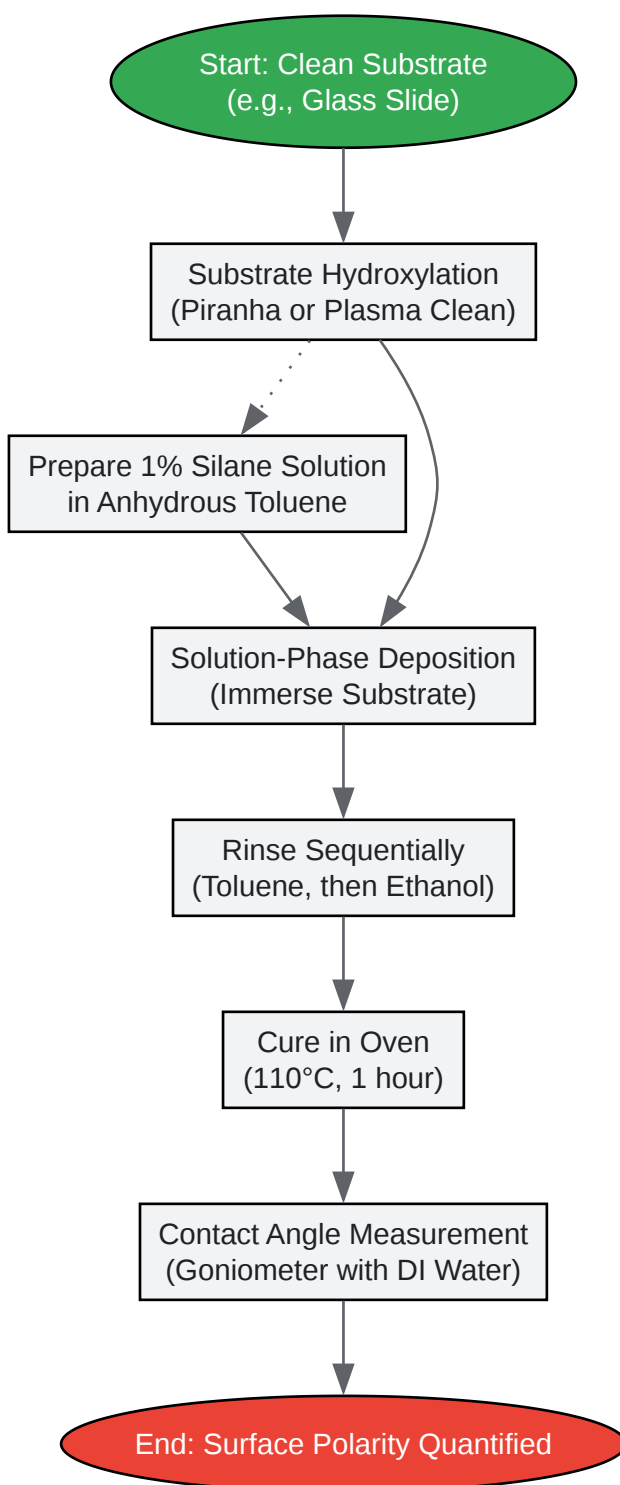 Start: Clean Substrate
(e.g., Glass Slide)
Substrate Hydroxylation
(Piranha or Plasma Clean)
Prepare 1% Silane Solution
in Anhydrous Toluene
Solution-Phase Deposition
(Immerse Substrate)
Rinse Sequentially
(Toluene, then Ethanol)
Cure in Oven
(110°C, 1 hour)
Contact Angle Measurement
(Goniometer with DI Water)
End: Surface Polarity Quantified